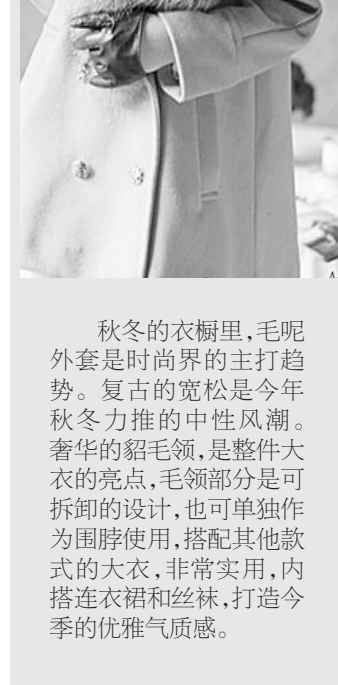 A
秋冬的衣橱里,毛呢
外套是时尚界的主打趋
势。复古的宽松是今年
秋冬力推的中性风潮。
奢华的貂毛领,是整件大
衣的亮点,毛领部分是可
拆卸的设计,也可单独作
为围脖使用,搭配其他款
式的大衣,非常实用,内
搭连衣裙和丝袜,打造今
季的优雅气质感。